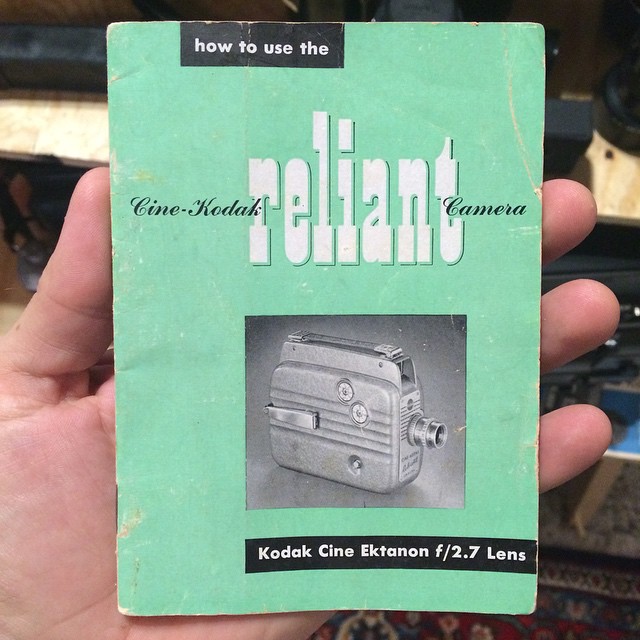 how to use the
Cine-Kodak reliant Camera
Kodak Cine Ektanon f/2.7 Lens